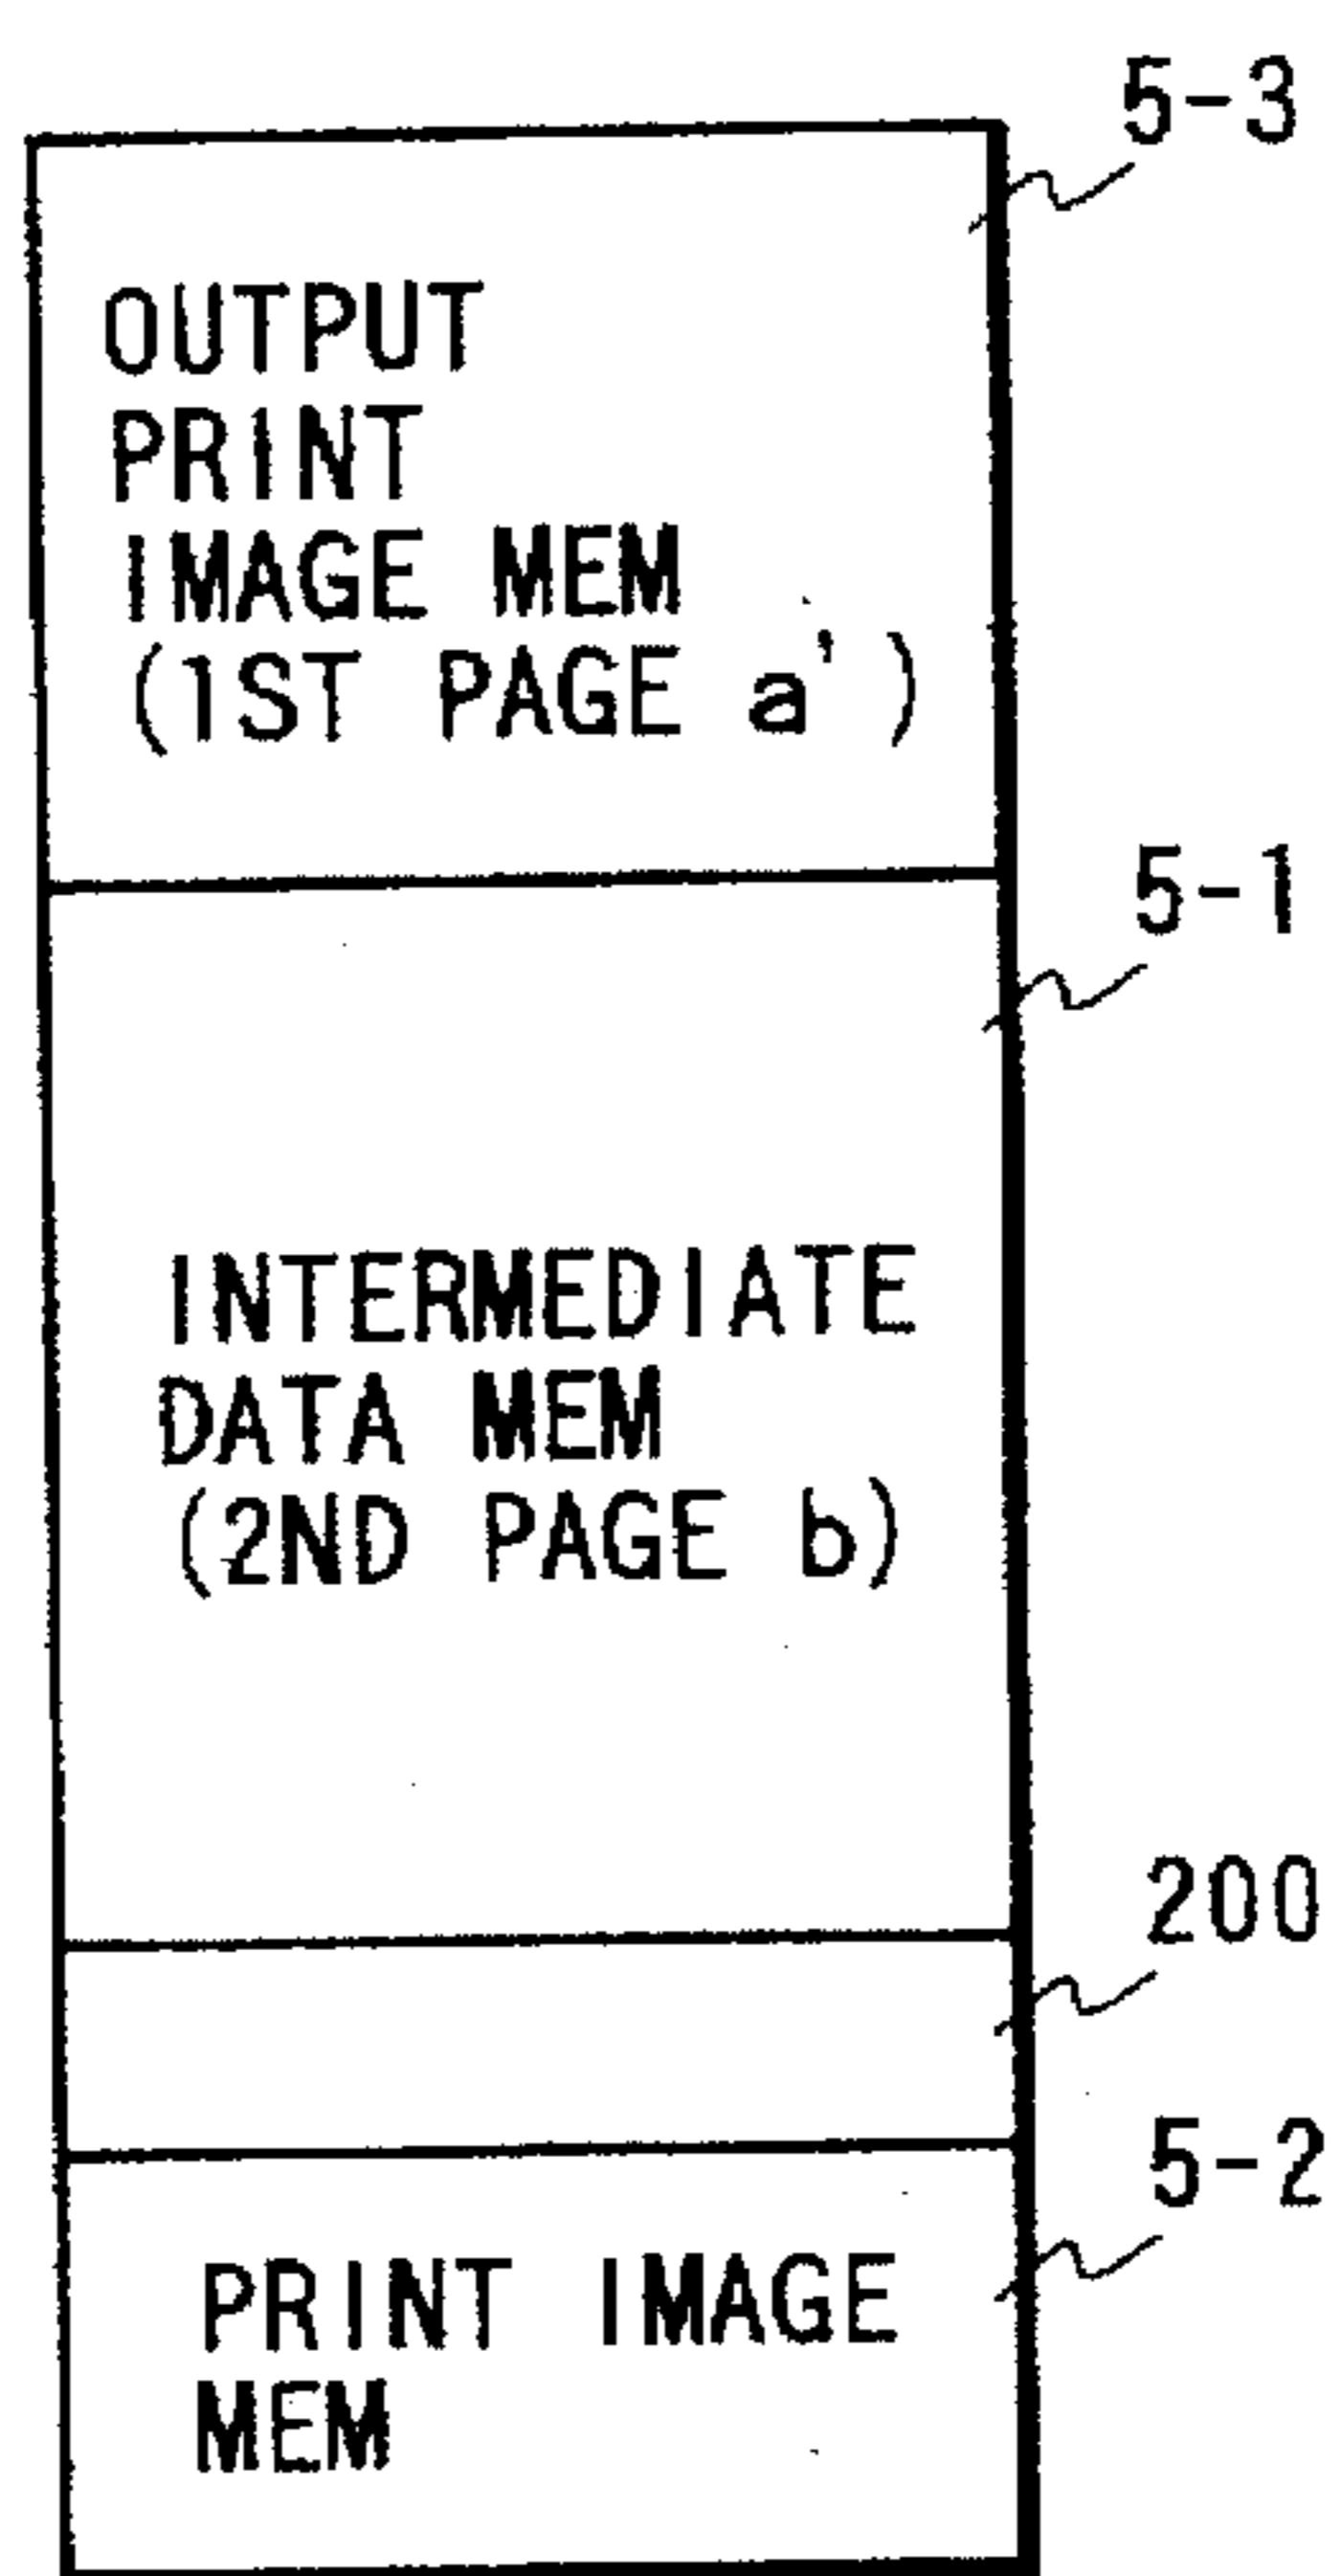 5-3
OUTPUT
PRINT
IMAGE MEM
(1ST PAGE a')
5-1
INTERMEDIATE
DATA MEM
(2ND PAGE b)
200
5-2
PRINT IMAGE
MEM